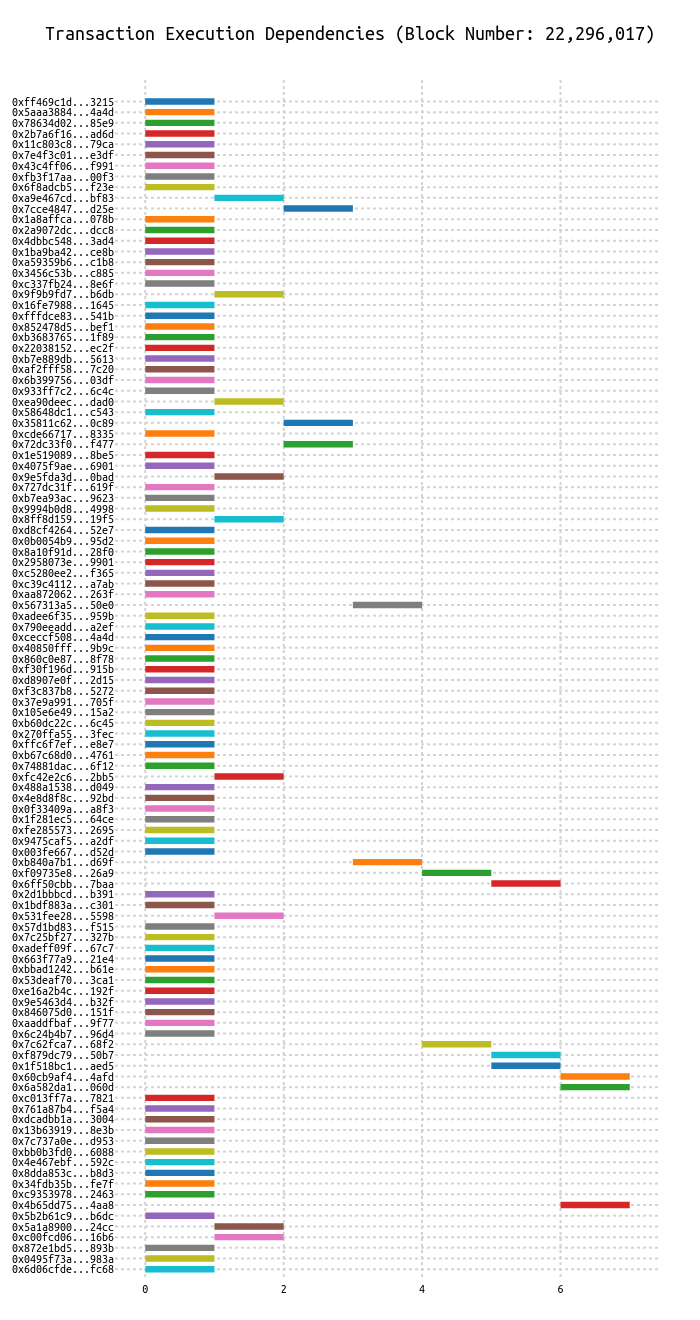 Transaction Execution Dependencies (Block Number: 22,296,017)
0xff469c1d...3215
0x5aaa3884...4a4d
0x78634d02...85e9
0x2b7a6f16...ad6d
0x11c803c8...79ca
0x7e4f3c01...e3df
0x43c4ff06...f991
0xfb3f17aa...00f3
0x6f8adcb5...f23e
0xa9e467cd...bf83
0x7cce4847...d25e
0x1a8affca...078b
0x2a9072dc...dcc8
0x4dbbc548...3ad4
0x1ba9ba42...ce8b
0xa59359b6...c1b8
0x3456c53b...c885
0xc337fb24...8e6f
0x9f9b9fd7...b6db
0x16fe7988...1645
0xfffdce83...541b
0x852478d5...bef1
0xb3683765...1f89
0x22038152...ec2f
0xb7e889db...5613
0xaf2fff58...7c20
0x6b399756...03df
0x933ff7c2...6c4c
0xea90deec...dad0
0x58648dc1...c543
0x35811c62...0c89
0xcde66717...8335
0x72dc33f0...f477
0x1e519089...8be5
0x4075f9ae...6901
0x9e5fda3d...0bad
0x727dc31f...619f
0xb7ea93ac...9623
0x9994b0d8...4998
0x8ff8d159...19f5
0xd8cf4264...52e7
0x0b0054b9...95d2
0x8a10f91d...28f0
0x2958073e...9901
0xc5280ee2...f365
0xc39c4112...a7ab
0xaa872062...263f
0x567313a5...50e0
0xadee6f35...959b
0x790eeadd...a2ef
0xceccf508...4a4d
0x40850fff...9b9c
0x860c0e87...8f78
0xf30f196d...915b
0xd8907e0f...2d15
0xf3c837b8...5272
0x37e9a991...705f
0x105e6e49...15a2
0xb60dc22c...6c45
0x270ffa55...3fec
0xffc6f7ef...e8e7
0xb67c68d0...4761
0x74881dac...6f12
0xfc42e2c6...2bb5
0x488a1538...d049
0x4e8d8f8c...92bd
0x0f33409a...a8f3
0x1f281ec5...64ce
0xfe285573...2695
0x9475caf5...a2df
0x003fe667...d52d
0xb840a7b1...d69f
0xf09735e8...26a9
0x6ff50cbb...7baa
0x2d1bbbcd...b391
0x1bdf883a...c301
0x531fee28...5598
0x57d1bd83...f515
0x7c25bf27...327b
0xadeff09f...67c7
0x663f77a9...21e4
0xbbad1242...b61e
0x53deaf70...3ca1
0xe16a2b4c...192f
0x9e5463d4...b32f
0x846075d0...151f
0xaaddfbaf...9f77
0x6c24b4b7...96d4
0x7c62fca7...68f2
0xf879dc79...50b7
0x1f518bc1...aed5
0x60cb9af4...4afd
0x6a582da1...060d
0xc013ff7a...7821
0x761a87b4...f5a4
0xdcadbb1a...3004
0x13b63919...8e3b
0x7c737a0e...d953
0xbb0b3fd0...6088
0x4e467ebf...592c
0x8dda853c...b8d3
0x34fdb35b...fe7f
0xc9353978...2463
0x4b65dd75...4aa8
0x5b2b61c9...b6dc
0x5a1a8900...24cc
0xc00fcd06...16b6
0x872e1bd5...893b
0x0495f73a...983a
0x6d06cfde...fc68
0 2 4 6